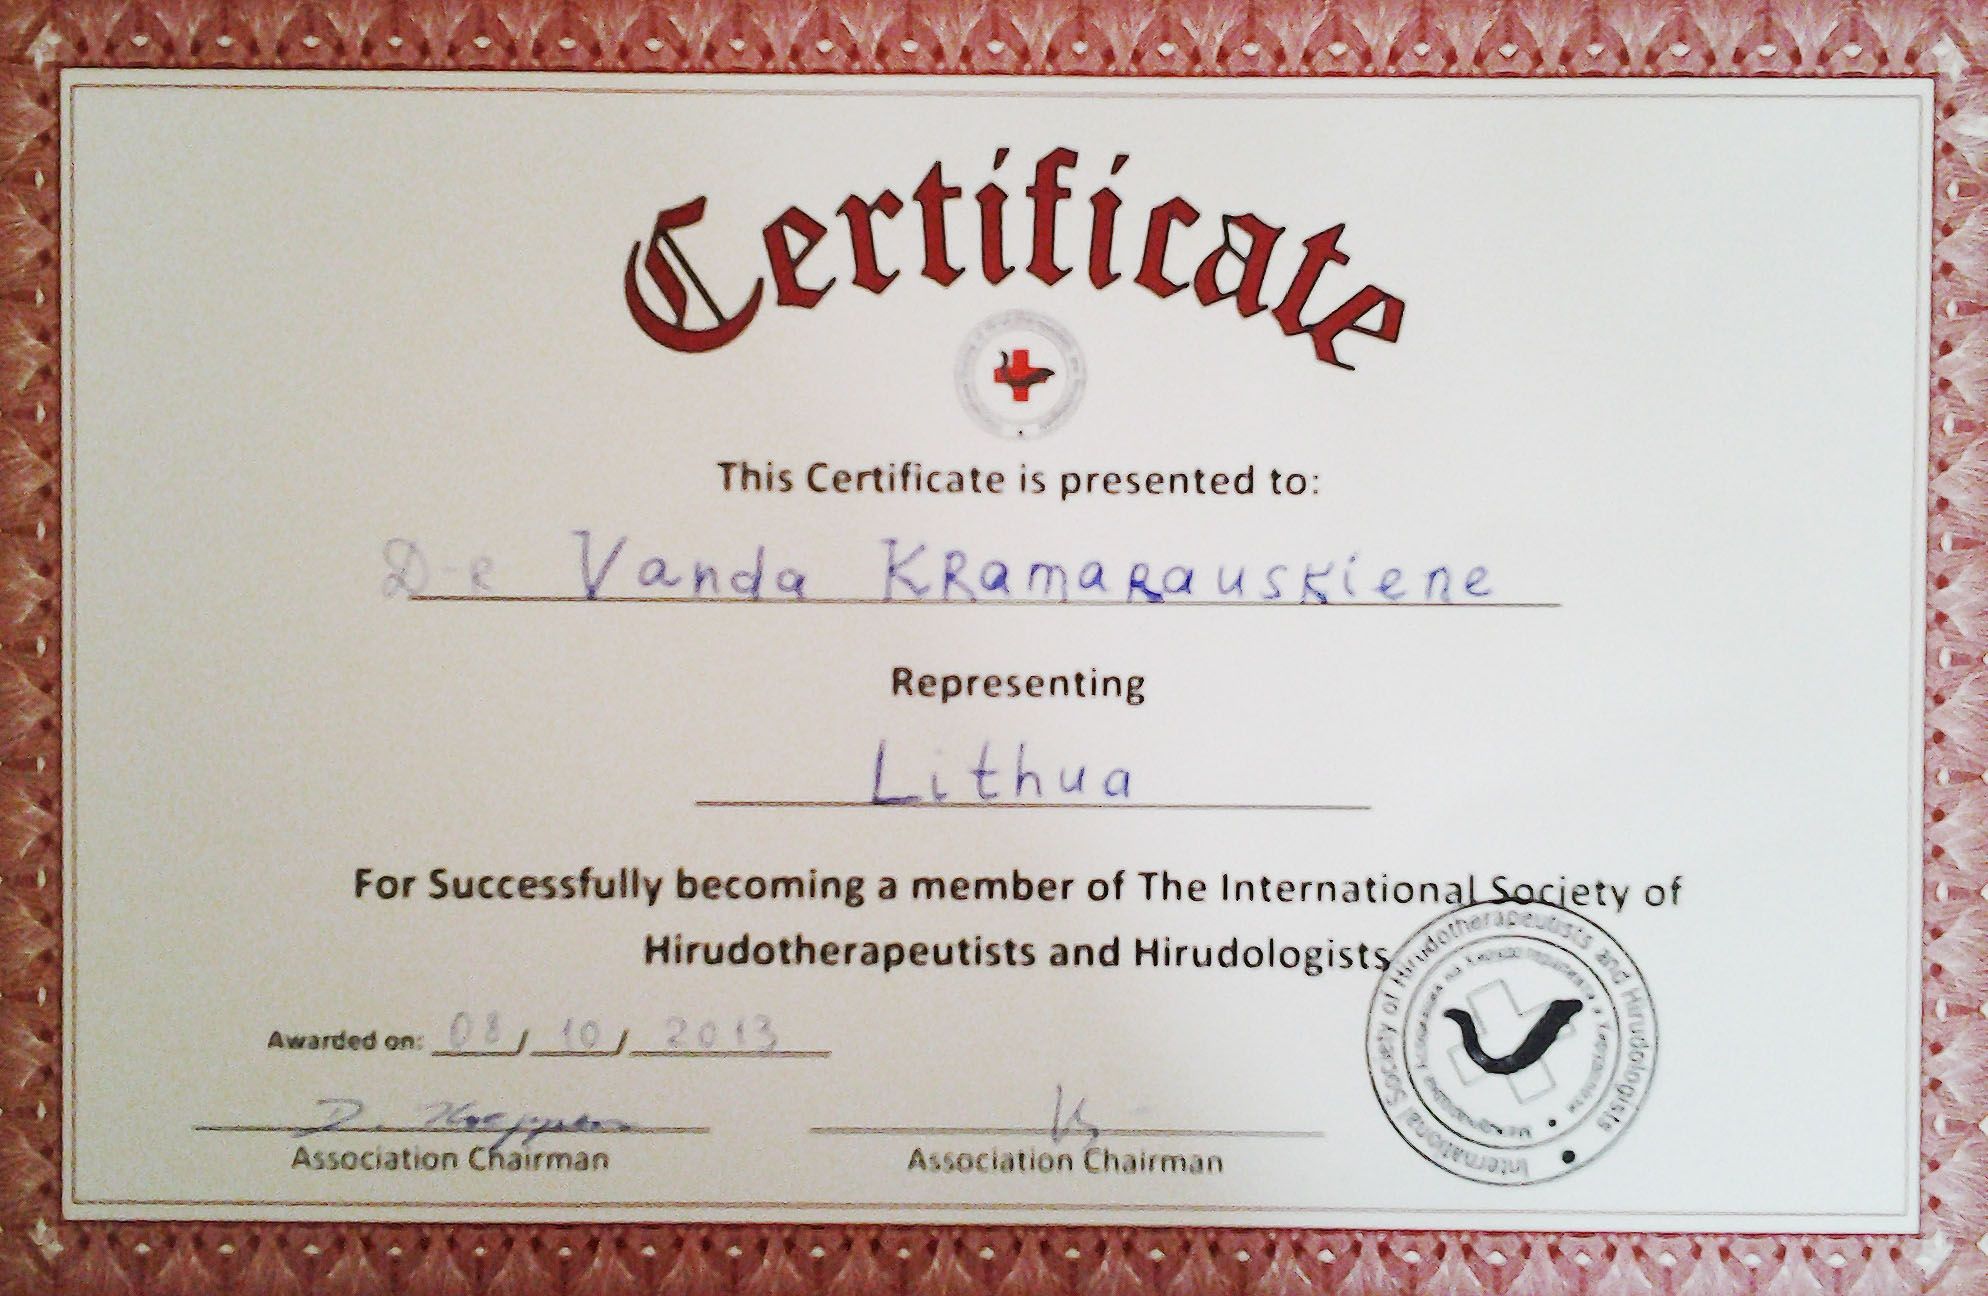 Certificate
This Certificate is presented to:
D-r Vanda KRamaRauskiene
Representing
Lithua
For Successfully becoming a member of The International Society of
Hirudotherapeutists and Hirudologists
Awarded on: 08 / 10 / 2013
Association Chairman Association Chairman
International Society of Hirudotherapeutists and Hirudologists